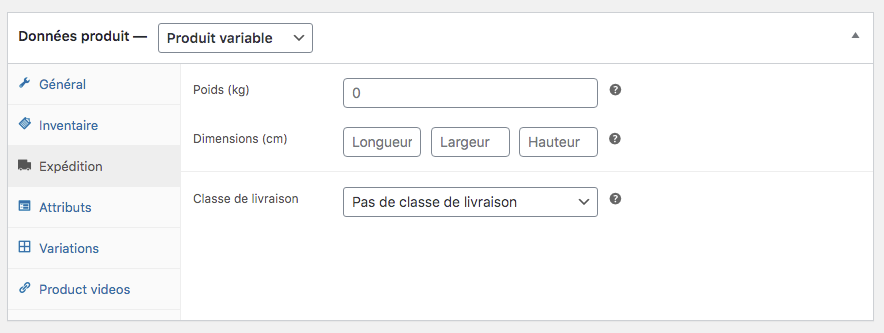 Données produit — Produit variable
Général
Inventaire
Expédition
Attributs
Variations
Product videos
Poids (kg) 0
Dimensions (cm) Longueur Largeur Hauteur
Classe de livraison Pas de classe de livraison